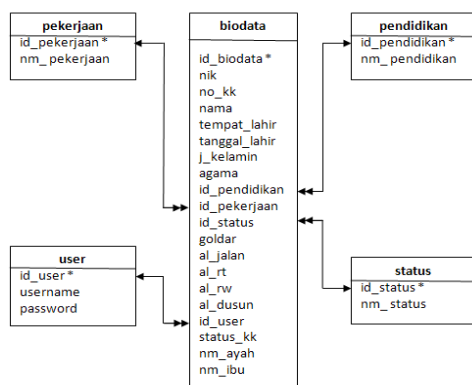 pekerjaan
id_pekerjaan *
nm_ pekerjaan
biodata
id_biodata *
nik
no_kk
nama
tempat_lahir
tanggal_lahir
j_kelamin
agama
id_pendidikan
id_pekerjaan
id_status
goldar
al_jalan
al_rt
al_rw
al_dusun
id_user
status_kk
nm_ayah
nm_ibu
pendidikan
id_pendidikan *
nm_ pendidikan
user
id_user *
username
password
status
id_status *
nm_ status